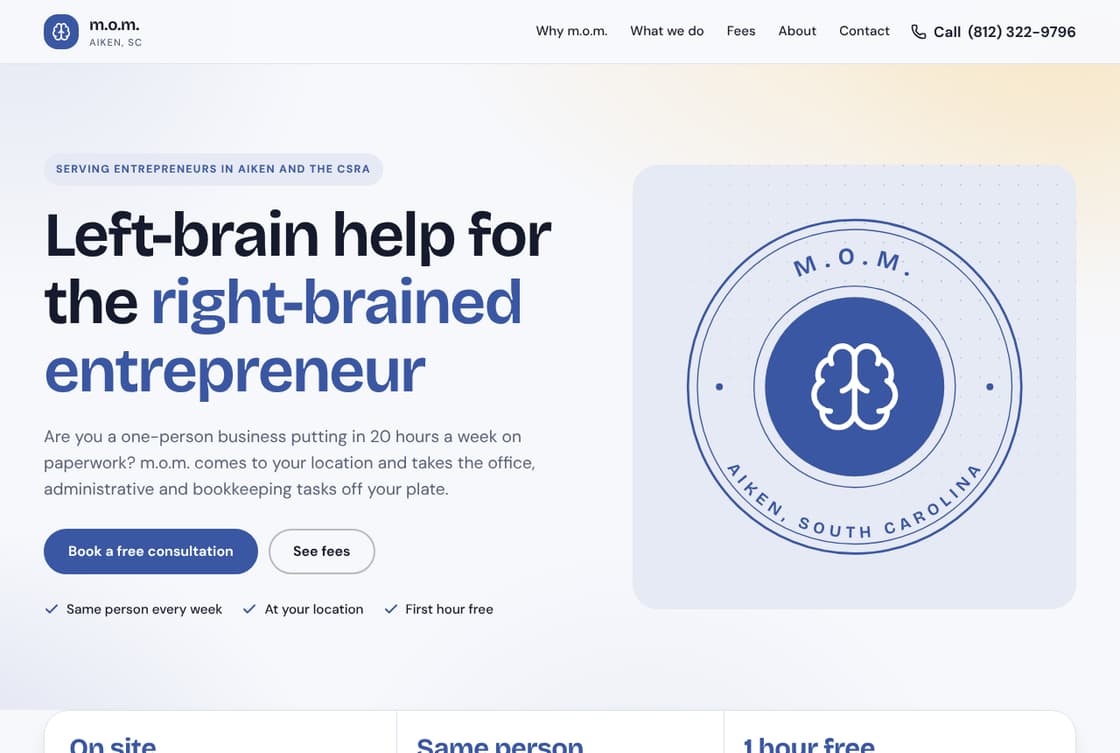 m.o.m.
AIKEN, SC
Why m.o.m.
What we do
Fees
About
Contact
Call (812) 322-9796
SERVING ENTREPRENEURS IN AIKEN AND THE CSRA
Left-brain help for
the right-brained
entrepreneur
Are you a one-person business putting in 20 hours a week on
paperwork? m.o.m. comes to your location and takes the office,
administrative and bookkeeping tasks off your plate.
Book a free consultation
See fees
Same person every week
At your location
First hour free
M.O.M.
AIKEN, SOUTH CAROLINA
On site
Same person
1 hour free